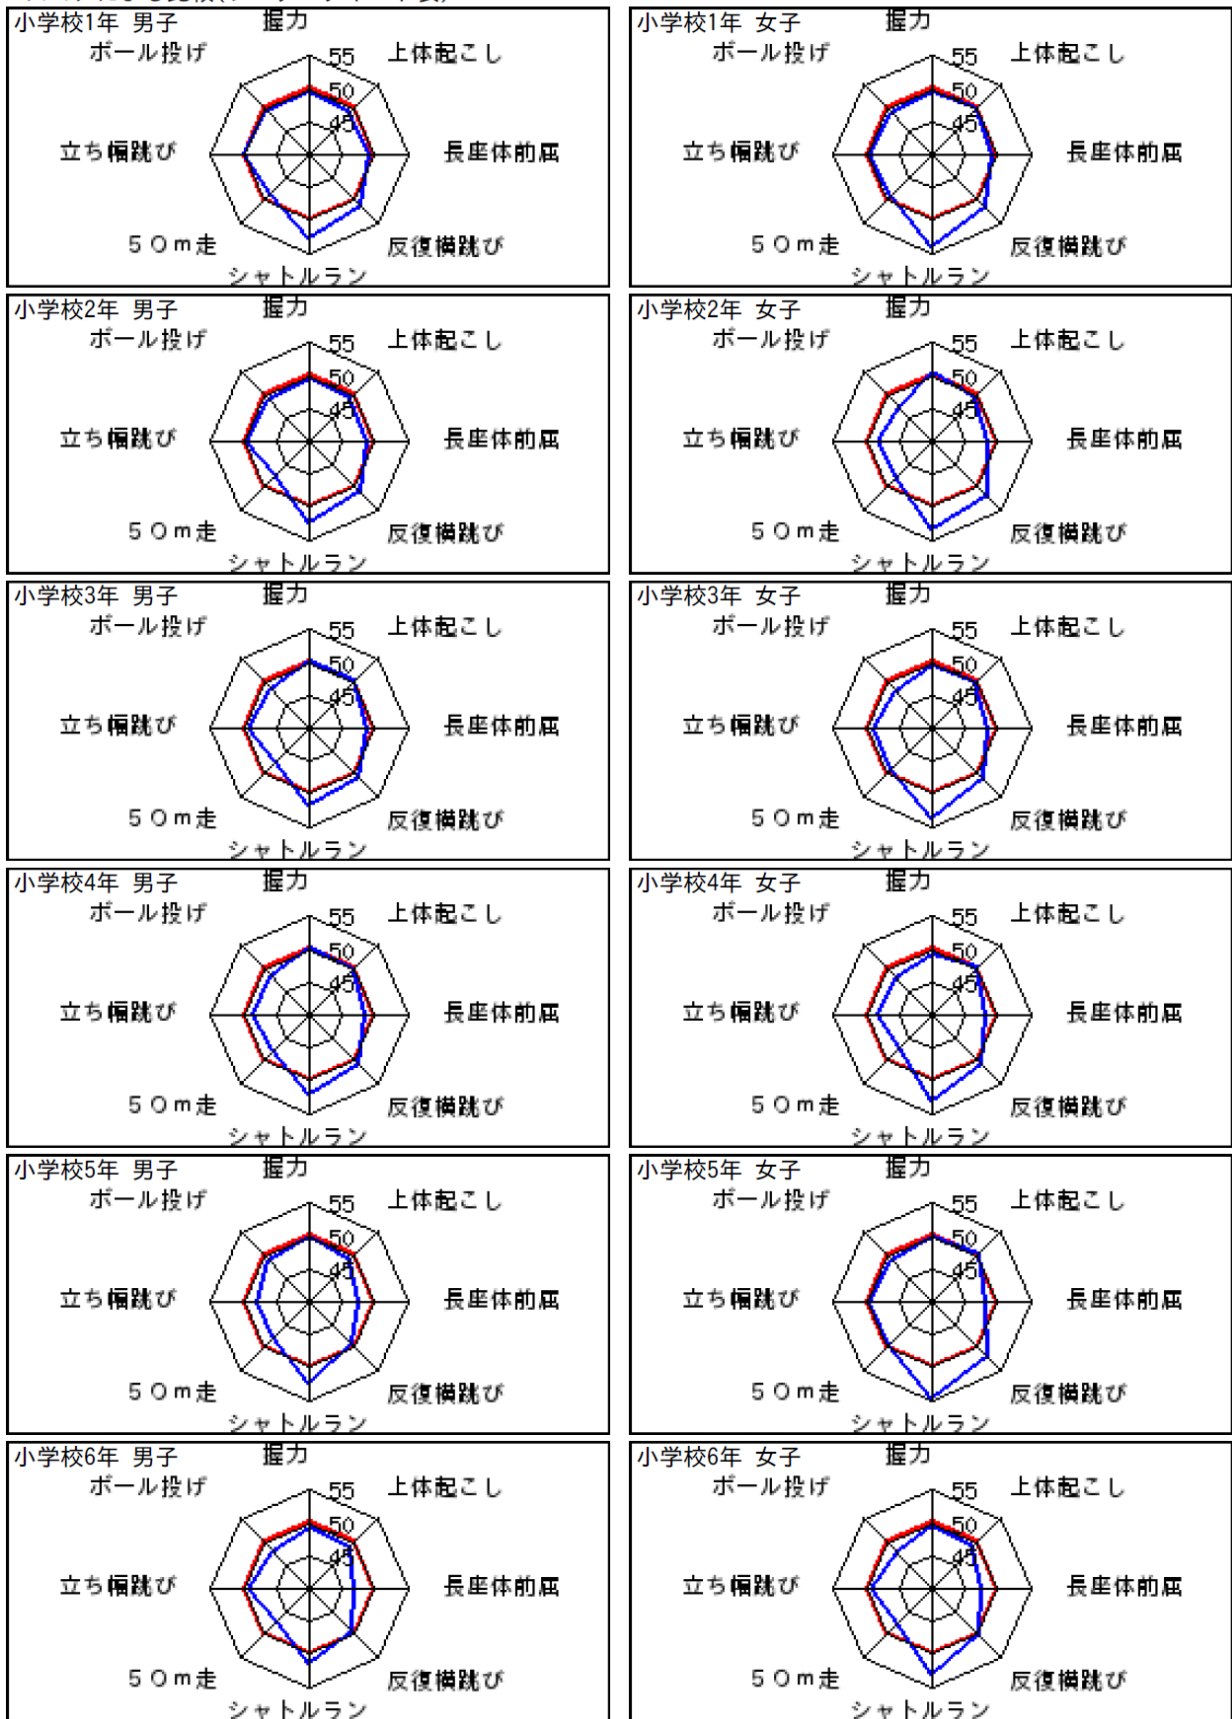 小学校1年 男子
握力
ボール投げ
上体起こし
55
50
45
立ち幅跳び
長座体前屈
50m走
反復横跳び
シャトルラン
小学校1年 女子
握力
ボール投げ
上体起こし
55
50
45
立ち幅跳び
長座体前屈
50m走
反復横跳び
シャトルラン
小学校2年 男子
握力
ボール投げ
上体起こし
55
50
45
立ち幅跳び
長座体前屈
50m走
反復横跳び
シャトルラン
小学校2年 女子
握力
ボール投げ
上体起こし
55
50
45
立ち幅跳び
長座体前屈
50m走
反復横跳び
シャトルラン
小学校3年 男子
握力
ボール投げ
上体起こし
55
50
45
立ち幅跳び
長座体前屈
50m走
反復横跳び
シャトルラン
小学校3年 女子
握力
ボール投げ
上体起こし
55
50
45
立ち幅跳び
長座体前屈
50m走
反復横跳び
シャトルラン
小学校4年 男子
握力
ボール投げ
上体起こし
55
50
45
立ち幅跳び
長座体前屈
50m走
反復横跳び
シャトルラン
小学校4年 女子
握力
ボール投げ
上体起こし
55
50
45
立ち幅跳び
長座体前屈
50m走
反復横跳び
シャトルラン
小学校5年 男子
握力
ボール投げ
上体起こし
55
50
45
立ち幅跳び
長座体前屈
50m走
反復横跳び
シャトルラン
小学校5年 女子
握力
ボール投げ
上体起こし
55
50
45
立ち幅跳び
長座体前屈
50m走
反復横跳び
シャトルラン
小学校6年 男子
握力
ボール投げ
上体起こし
55
50
45
立ち幅跳び
長座体前屈
50m走
反復横跳び
シャトルラン
小学校6年 女子
握力
ボール投げ
上体起こし
55
50
45
立ち幅跳び
長座体前屈
50m走
反復横跳び
シャトルラン